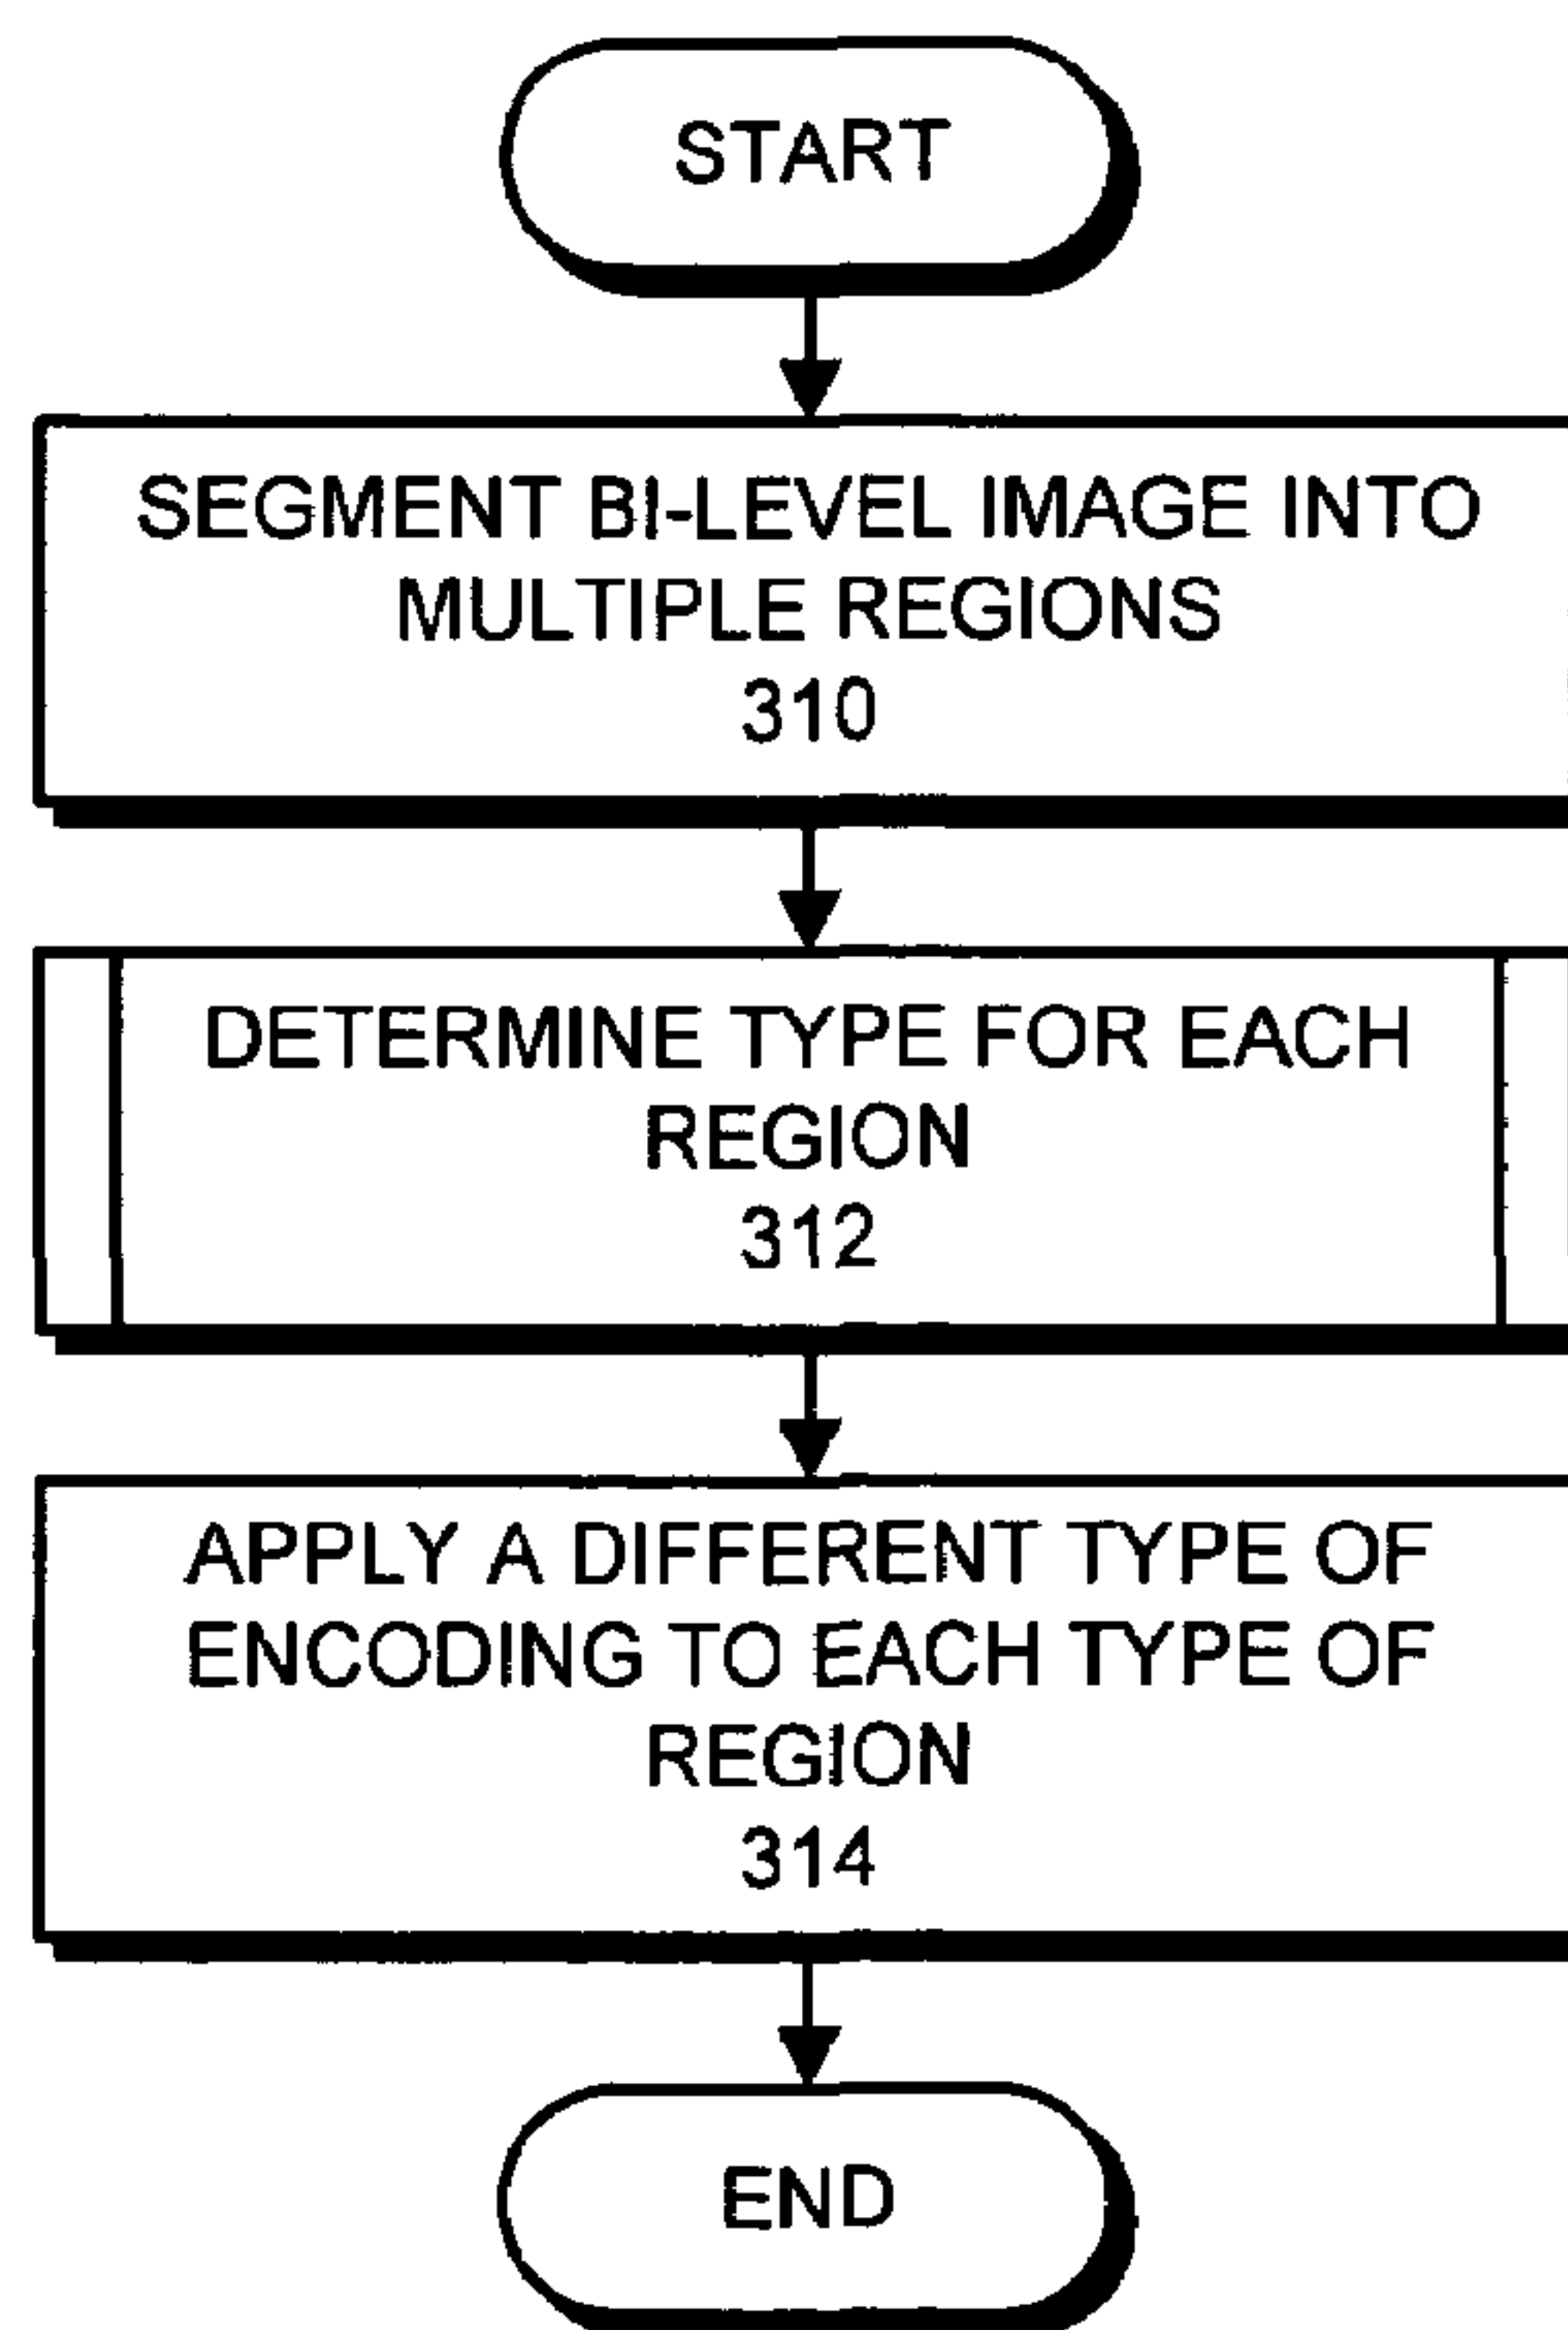 START
SEGMENT BI-LEVEL IMAGE INTO
MULTIPLE REGIONS
310
DETERMINE TYPE FOR EACH
REGION
312
APPLY A DIFFERENT TYPE OF
ENCODING TO EACH TYPE OF
REGION
314
END